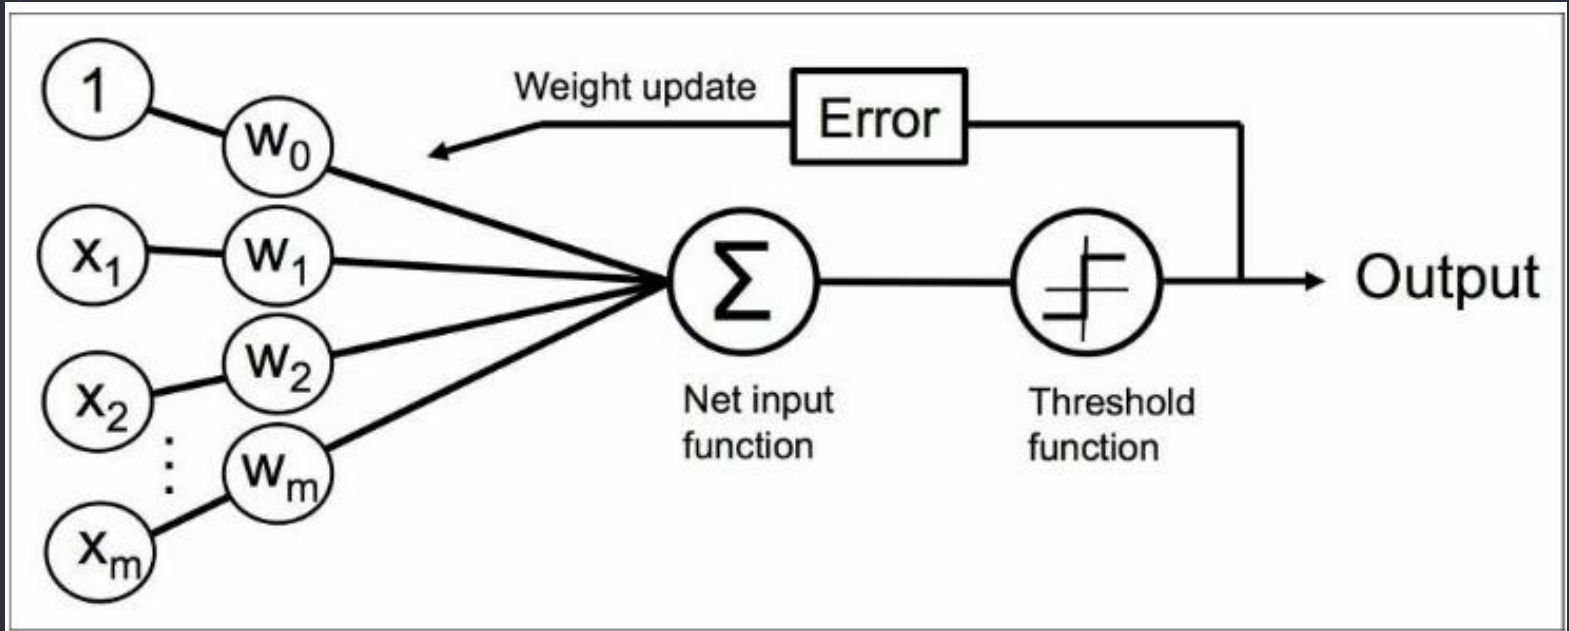 1
w0
x1
w1
x2
w2
⋮
xm
wm
Weight update
Error
Σ
Net input
function
Threshold
function
Output